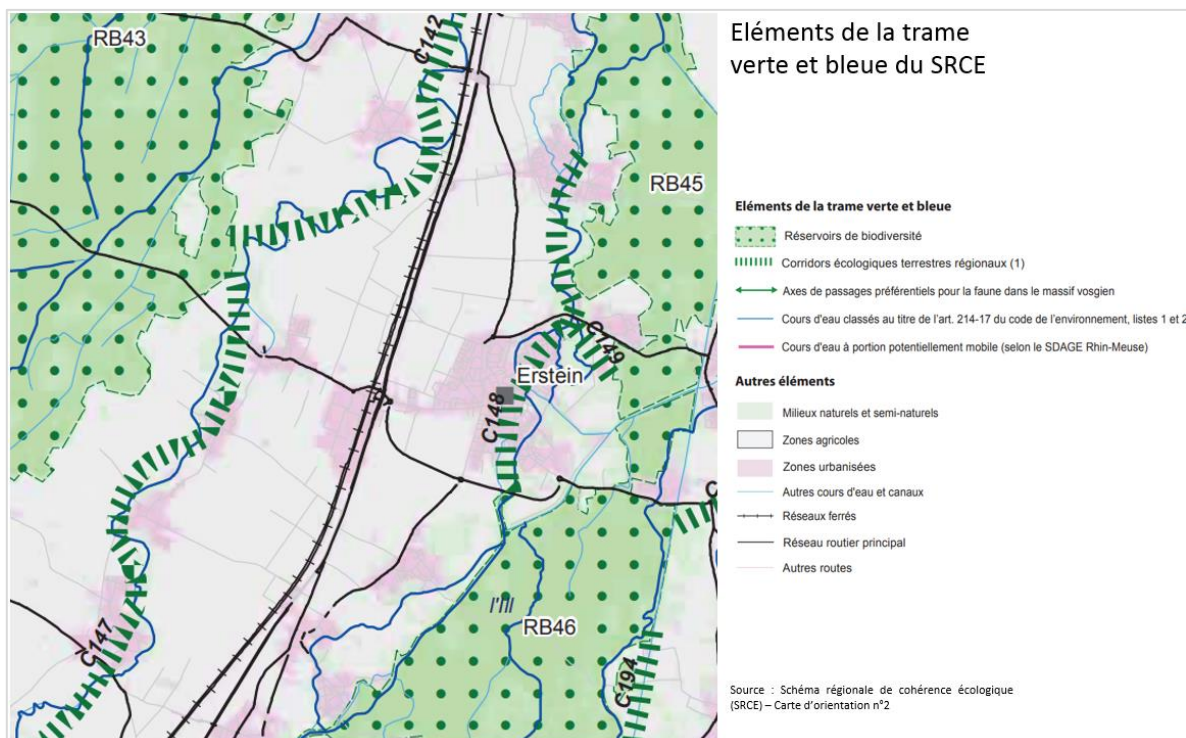 Eléments de la trame
verte et bleue du SRCE
Eléments de la trame verte et bleue
Réservoirs de biodiversité
Corridors écologiques terrestres régionaux (1)
Axes de passages préférentiels pour la faune dans le massif vosgien
Cours d'eau classés au titre de l'art. 214-17 du code de l'environnement, listes 1 et 2
Cours d'eau à portion potentiellement mobile (selon le SDAGE Rhin-Meuse)
Autres éléments
Milieux naturels et semi-naturels
Zones agricoles
Zones urbanisées
Autres cours d'eau et canaux
Réseaux ferrés
Réseau routier principal
Autres routes
Source : Schéma régionale de cohérence écologique
(SRCE) – Carte d'orientation n°2
RB43
C142
RB45
C149
Erstein
C148
l'Ill
RB46
C147
C194
C